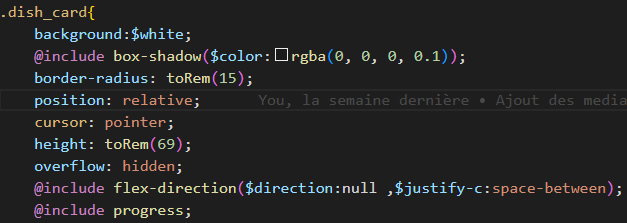 .dish_card{
background:$white;
@include box-shadow($color:rgba(0, 0, 0, 0.1));
border-radius: toRem(15);
position: relative; You, la semaine dernière • Ajout des media
cursor: pointer;
height: toRem(69);
overflow: hidden;
@include flex-direction($direction:null ,$justify-c:space-between);
@include progress;